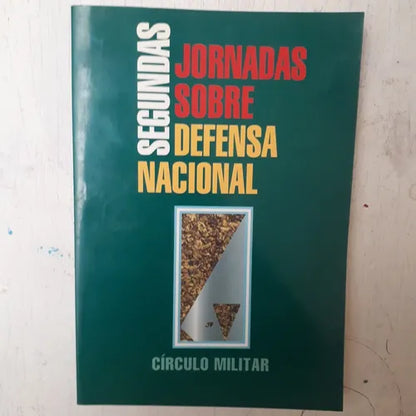 SEGUNDAS
JORNADAS
SOBRE
DEFENSA
NACIONAL
CÍRCULO MILITAR